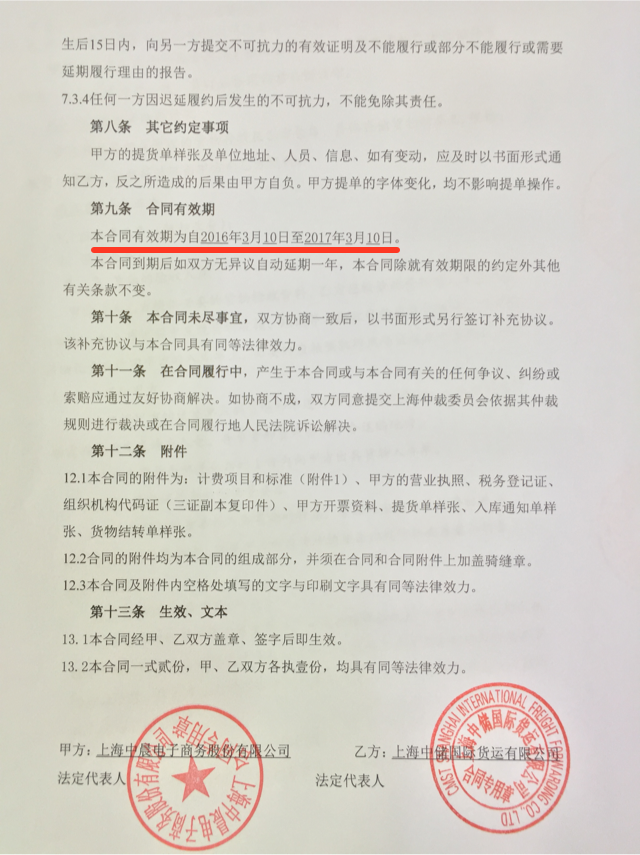 生后15日内，向另一方提交不可抗力的有效证明及不能履行或部分不能履行或需要
延期履行理由的报告。
7.3.4任何一方因迟延履约后发生的不可抗力，不能免除其责任。
第八条 其它约定事项
甲方的提货单样张及单位地址、人员、信息、如有变动，应及时以书面形式通
知乙方，反之所造成的后果由甲方自负。甲方提单的字体变化，均不影响提单操作。
第九条 合同有效期
本合同有效期为自2016年3月10日至2017年3月10日。
本合同到期后如双方无异议自动延期一年，本合同除就有效期限的约定外其他
有关条款不变。
第十条 本合同未尽事宜，双方协商一致后，以书面形式另行签订补充协议。
该补充协议与本合同具有同等法律效力。
第十一条 在合同履行中，产生于本合同或与本合同有关的任何争议、纠纷或
索赔应通过友好协商解决。如协商不成，双方同意提交上海仲裁委员会依据其仲裁
规则进行裁决或在合同履行地人民法院诉讼解决。
第十二条 附件
12.1本合同的附件为：计费项目和标准（附件1）、甲方的营业执照、税务登记证、
组织机构代码证（三证副本复印件）、甲方开票资料、提货单样张、入库通知单样
张、货物结转单样张。
12.2合同的附件均为本合同的组成部分，并须在合同和合同附件上加盖骑缝章。
12.3本合同及附件内空格处填写的文字与印刷文字具有同等法律效力。
第十三条 生效、文本
13.1本合同经甲、乙双方盖章、签字后即生效。
13.2本合同一式贰份，甲、乙双方各执壹份，均具有同等法律效力。
甲方：上海中晨电子商务股份有限公司
乙方：上海中储国际货运有限公司
法定代表人
法定代表人
上海中晨电子商务股份有限公司
合同专用章
CMST SHANGHAI INTERNATIONAL FREIGHT FORWARDING CO., LTD
上海中储国际货运有限公司
合同专用章